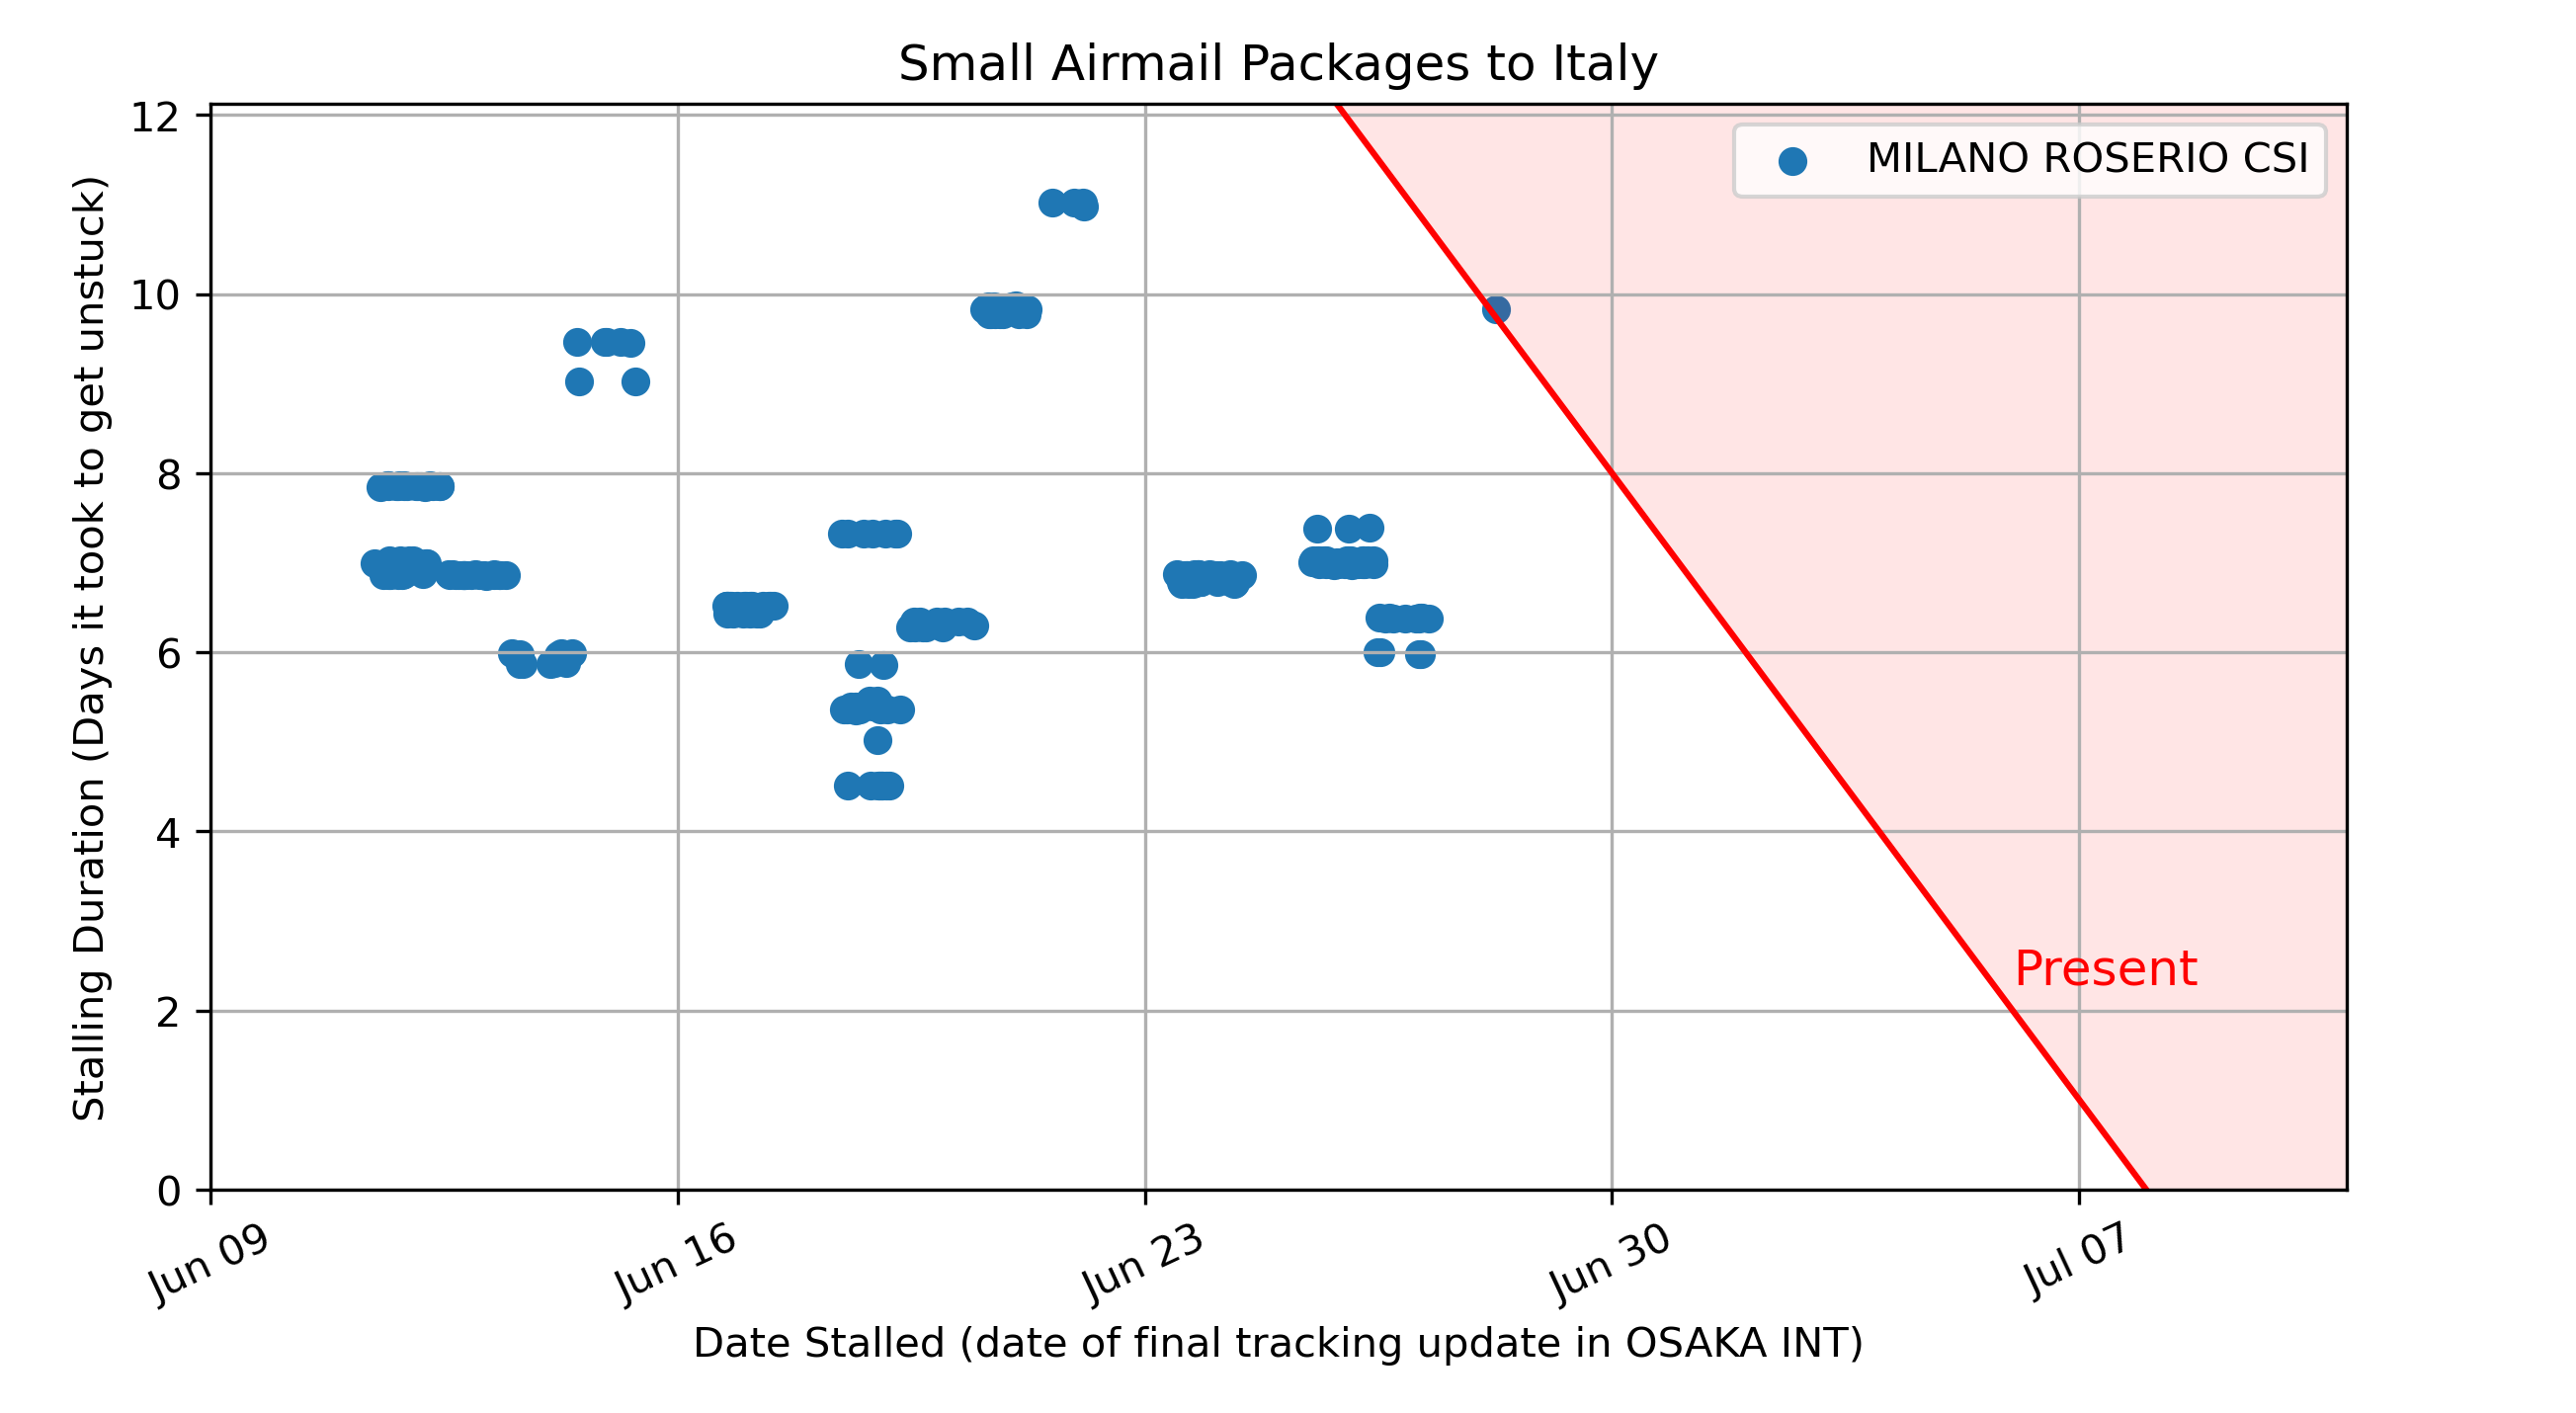 Small Airmail Packages to Italy
Stalling Duration (Days it took to get unstuck)
12
10
8
6
4
2
0
MILANO ROSERIO CSI
Present
Jun 09
Jun 16
Jun 23
Jun 30
Jul 07
Date Stalled (date of final tracking update in OSAKA INT)